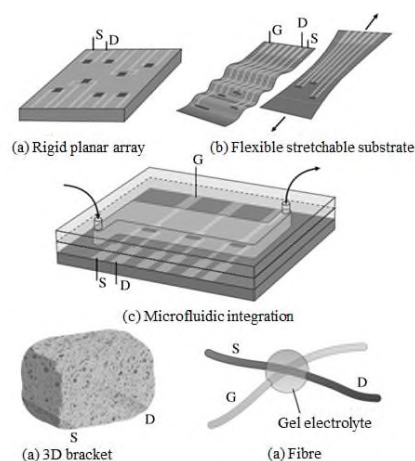 S D
G
D
S
(a) Rigid planar array
(b) Flexible stretchable substrate
G
S D
(c) Microfluidic integration
S
D
(a) 3D bracket
S
G
D
Gel electrolyte
(a) Fibre